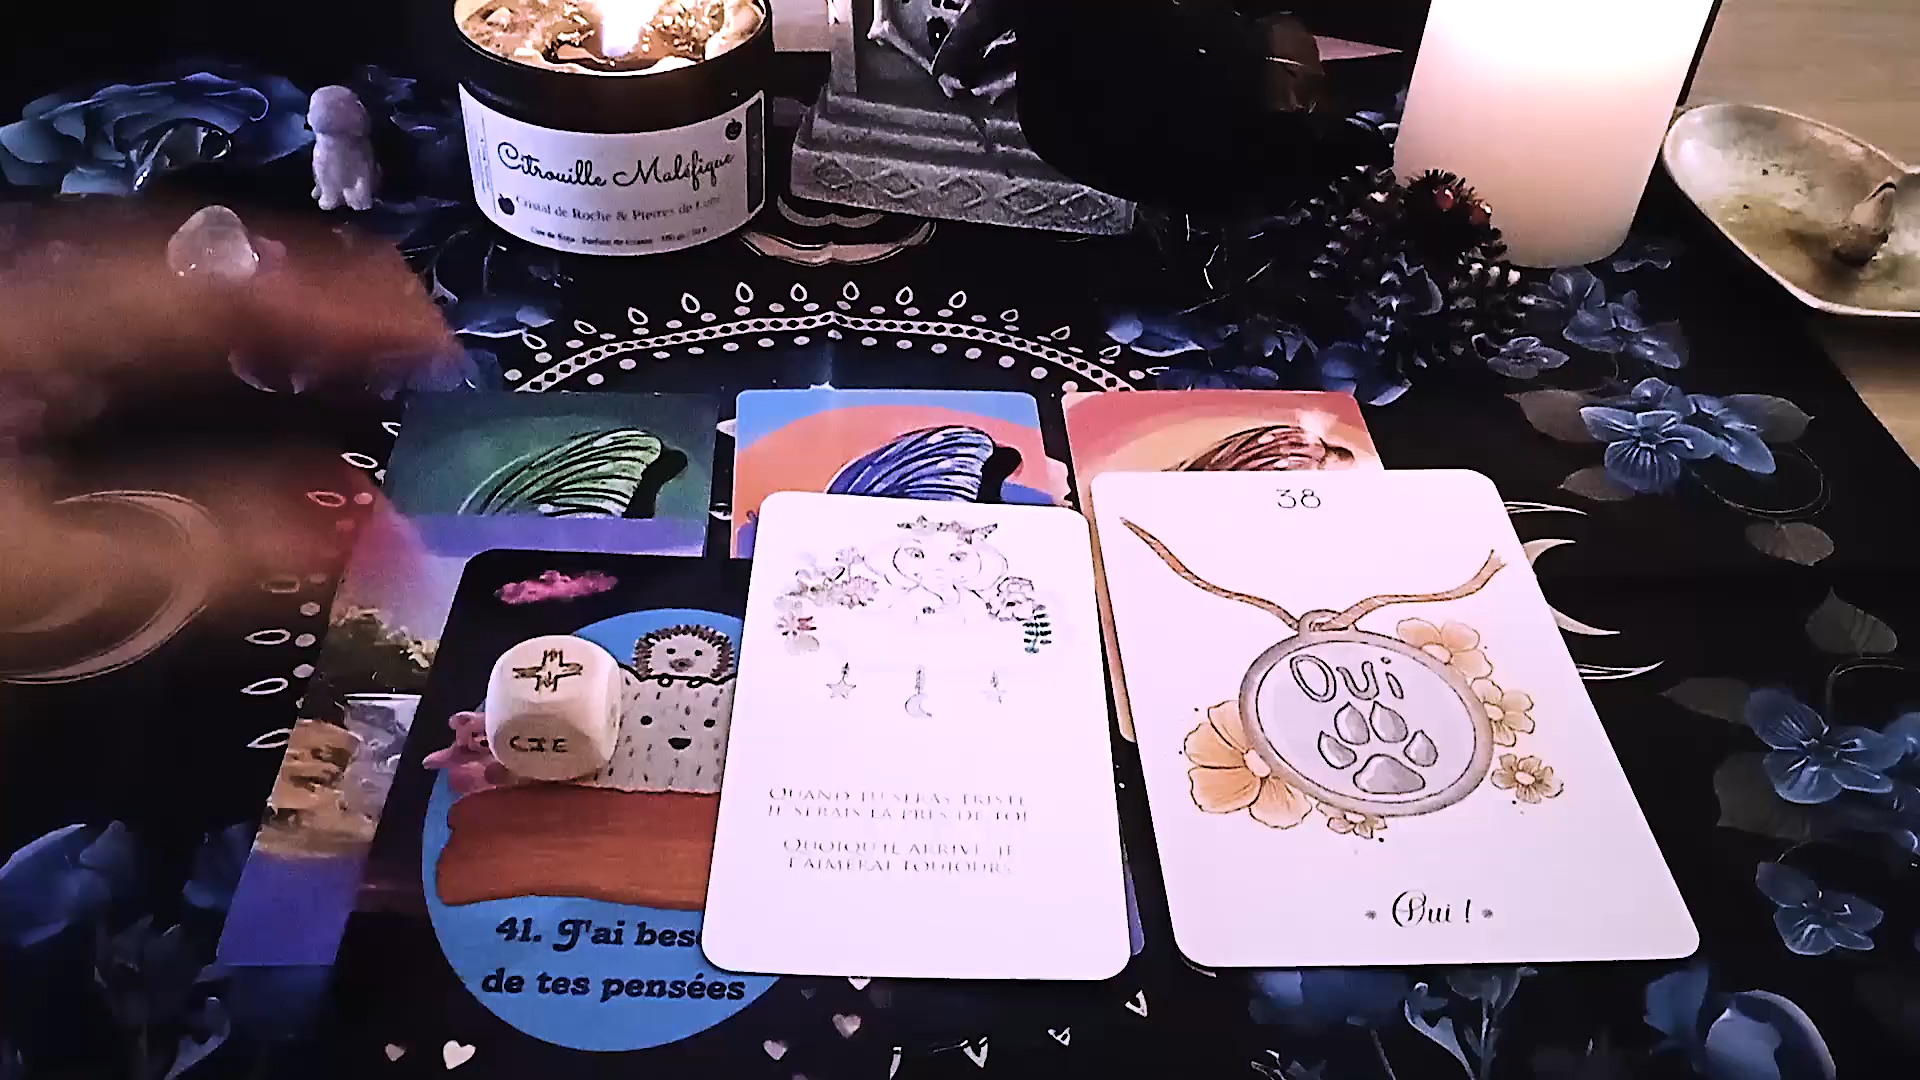 Citrouille Maléfique
Cristal de Roche & Pierres de
38
Oui
CIE
QUAND TU SERAS TRISTE
JE SERAIS LÀ PRÈS DE TOI
QUOIQU'IL ARRIVE, JE
T'AIMERAI TOUJOURS
Oui !
41. J'ai bes
de tes pensées